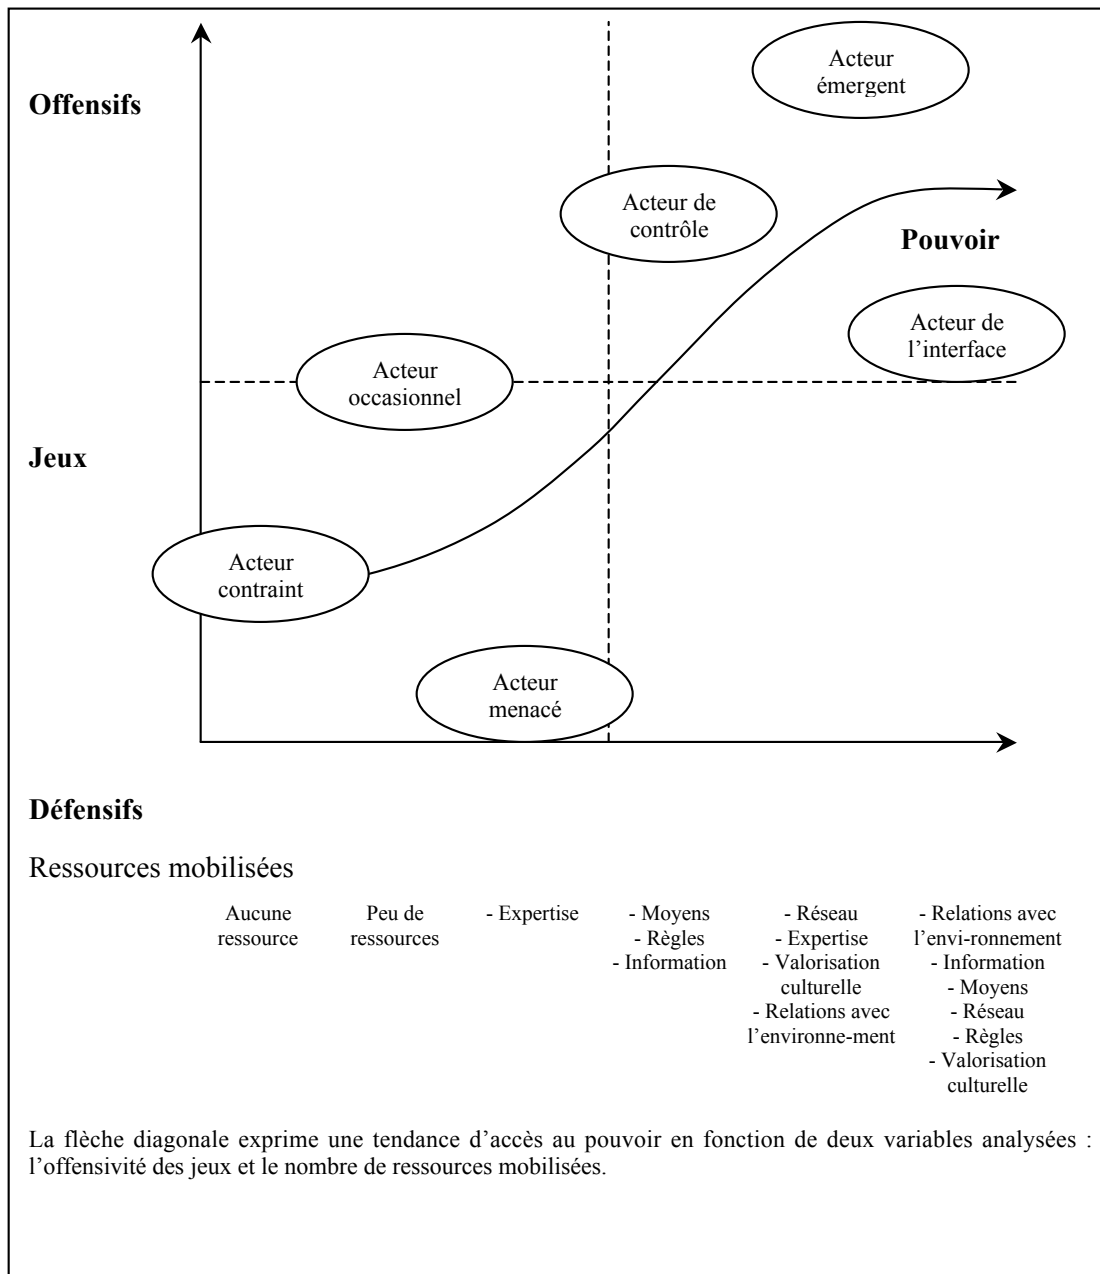 Acteur
émergent
Offensifs
Acteur de
contrôle
Pouvoir
Acteur de
l’interface
Acteur
occasionnel
Jeux
Acteur
contraint
Acteur
menacé
Défensifs
Ressources mobilisées
Aucune
ressource
Peu de
ressources
- Expertise
- Moyens
- Règles
- Information
- Réseau
- Expertise
- Valorisation
culturelle
- Relations avec
l’environne-ment
- Relations avec
l’envi-ronnement
- Information
- Moyens
- Réseau
- Règles
- Valorisation
culturelle
La flèche diagonale exprime une tendance d’accès au pouvoir en fonction de deux variables analysées :
l’offensivité des jeux et le nombre de ressources mobilisées.